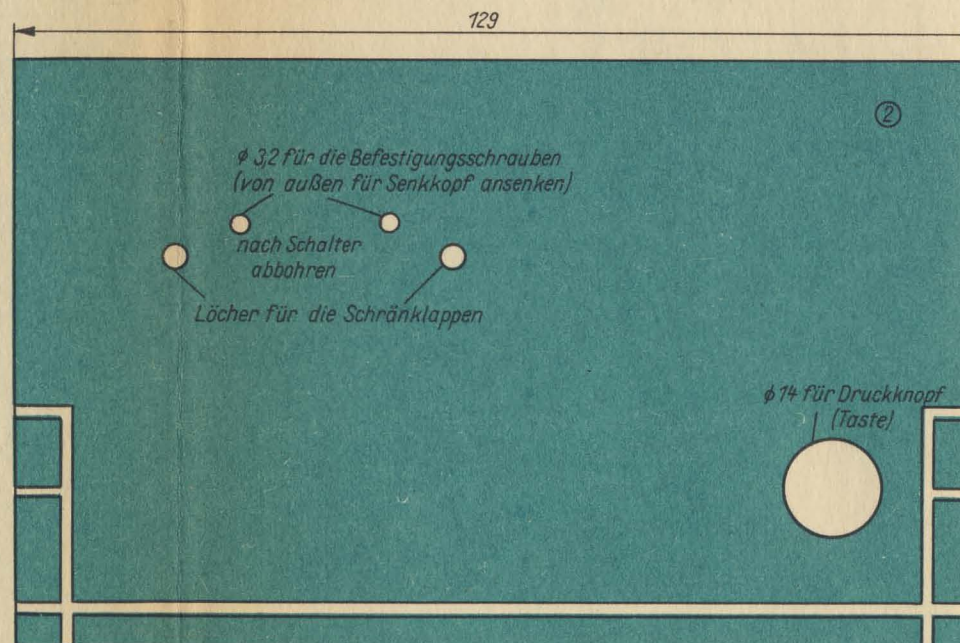 129
②
ϕ 3,2 für die Befestigungsschrauben
(von außen für Senkkopf ansenken)
nach Schalter
abbohren
Löcher für die Schränklappen
ϕ 14 für Druckknopf
(Taste)